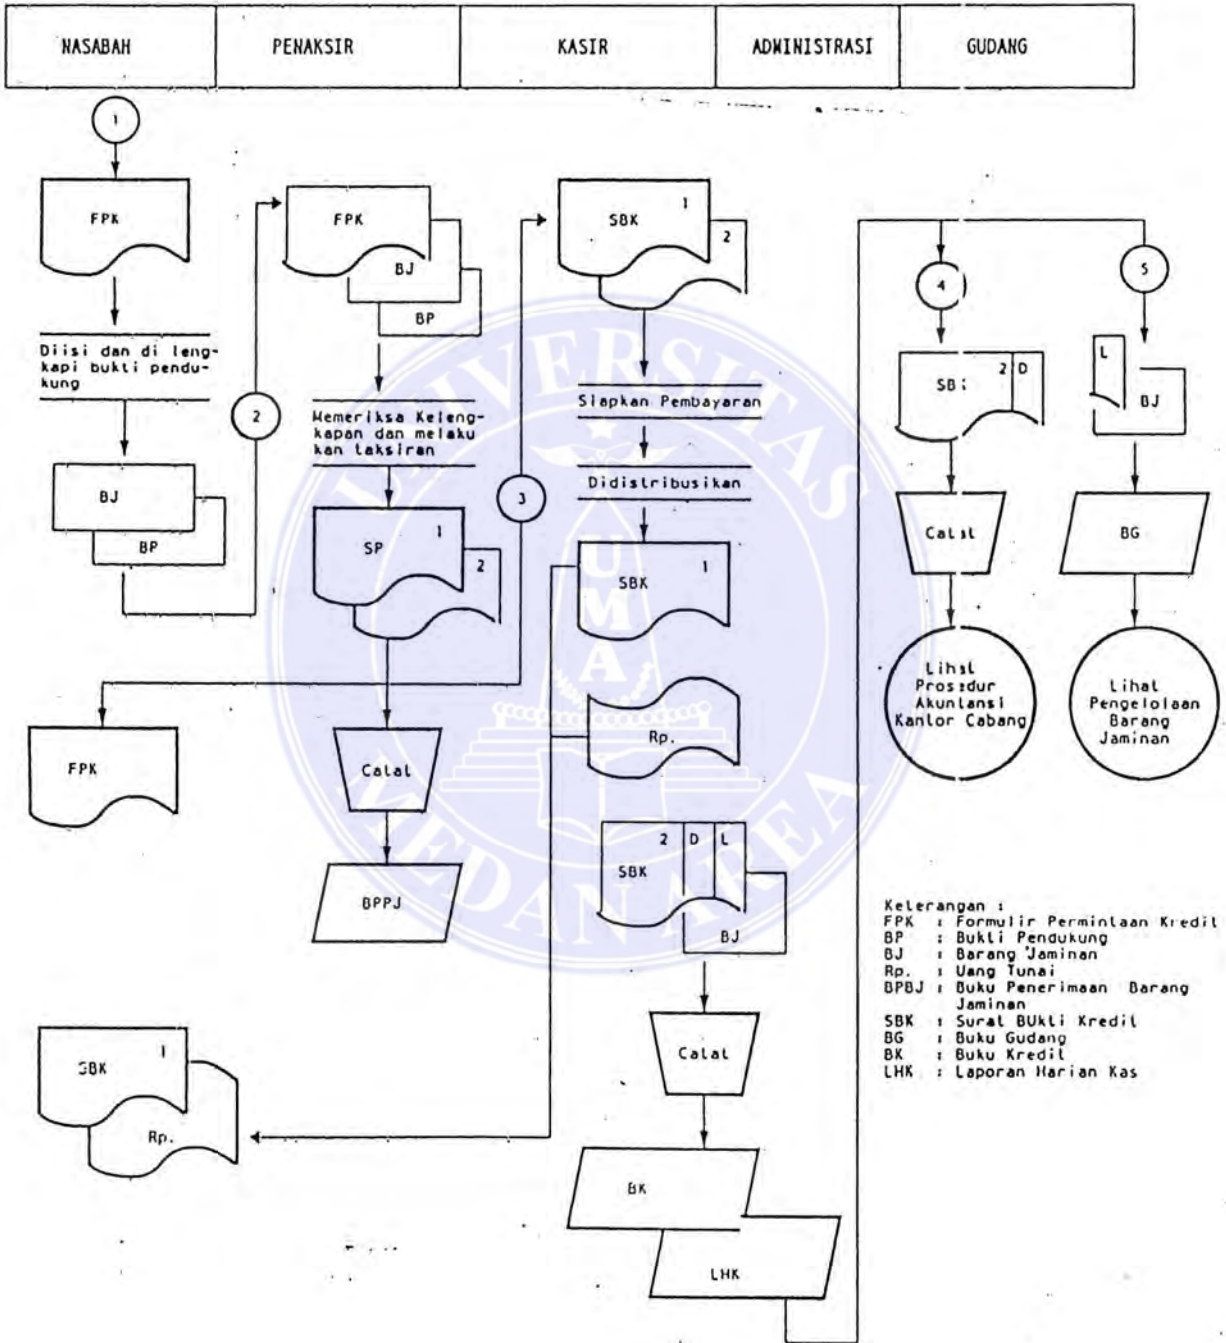 NASABAH
PENAKSIR
KASIR
ADMINISTRASI
GUDANG
1
FPK
Diisi dan di leng-
kapi bukti pendu-
kung
BJ
BP
2
FPK
BJ
BP
Memeriksa Keleng-
kapan dan melaku
kan taksiran
SP
1
2
3
FPK
Catat
BPPJ
SBK
1
2
Siapkan Pembayaran
Didistribusikan
SBK
1
Rp.
SBK
2
D
L
BJ
Catat
BK
LHK
SBK
1
Rp.
4
2
D
Catat
Lihat
Prosedur
Akuntansi
Kantor Cabang
5
L
BJ
BG
Lihat
Pengelolaan
Barang
Jaminan
Keterangan :
FPK : Formulir Permintaan Kredit
BP : Bukti Pendukung
BJ : Barang Jaminan
Rp. : Uang Tunai
BPBJ : Buku Penerimaan Barang
Jaminan
SBK : Surat BUkti Kredit
BG : Buku Gudang
BK : Buku Kredit
LHK : Laporan Harian Kas
UNIVERSITAS
MEDAN AREA
UMA